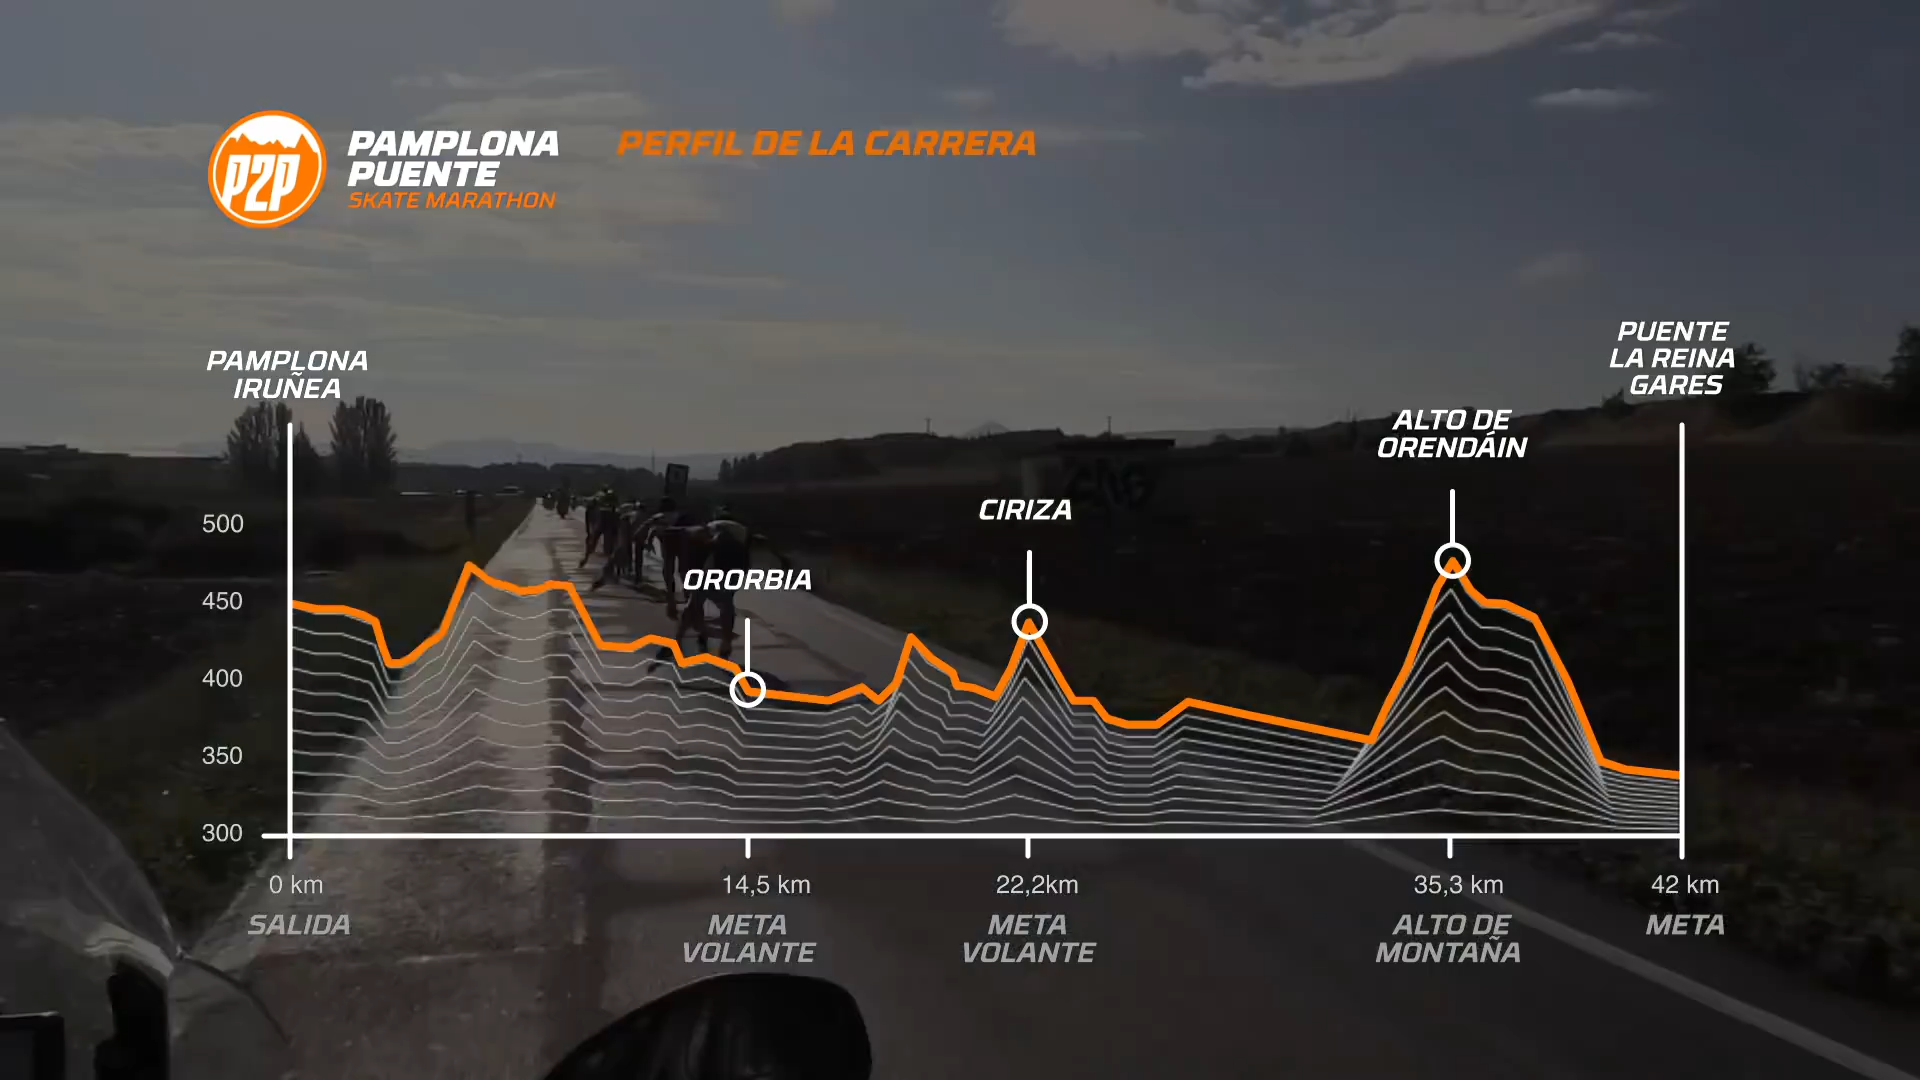 P2P
PAMPLONA
PUENTE
SKATE MARATHON
PERFIL DE LA CARRERA
PAMPLONA
IRUÑEA
ORORBIA
CIRIZA
ALTO DE
ORENDÁIN
PUENTE
LA REINA
GARES
500
450
400
350
300
0 km
14,5 km
22,2km
35,3 km
42 km
SALIDA
META
VOLANTE
META
VOLANTE
ALTO DE
MONTAÑA
META